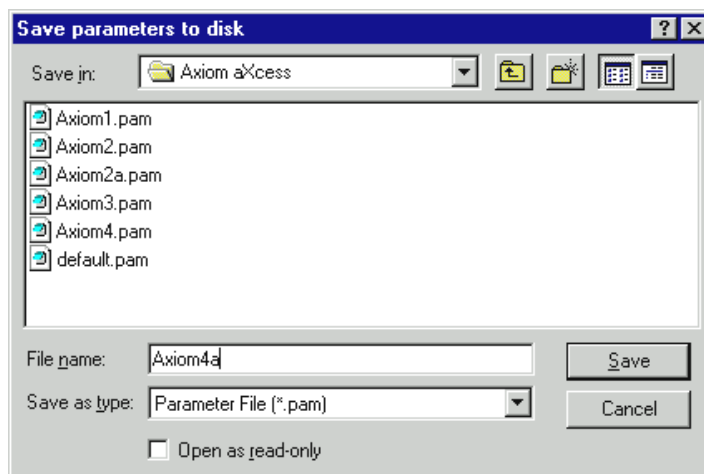 Save parameters to disk
Save in: Axiom aXcess
Axiom1.pam
Axiom2.pam
Axiom2a.pam
Axiom3.pam
Axiom4.pam
default.pam
File name: Axiom4a Save
Save as type: Parameter File (*.pam) Cancel
Open as read-only